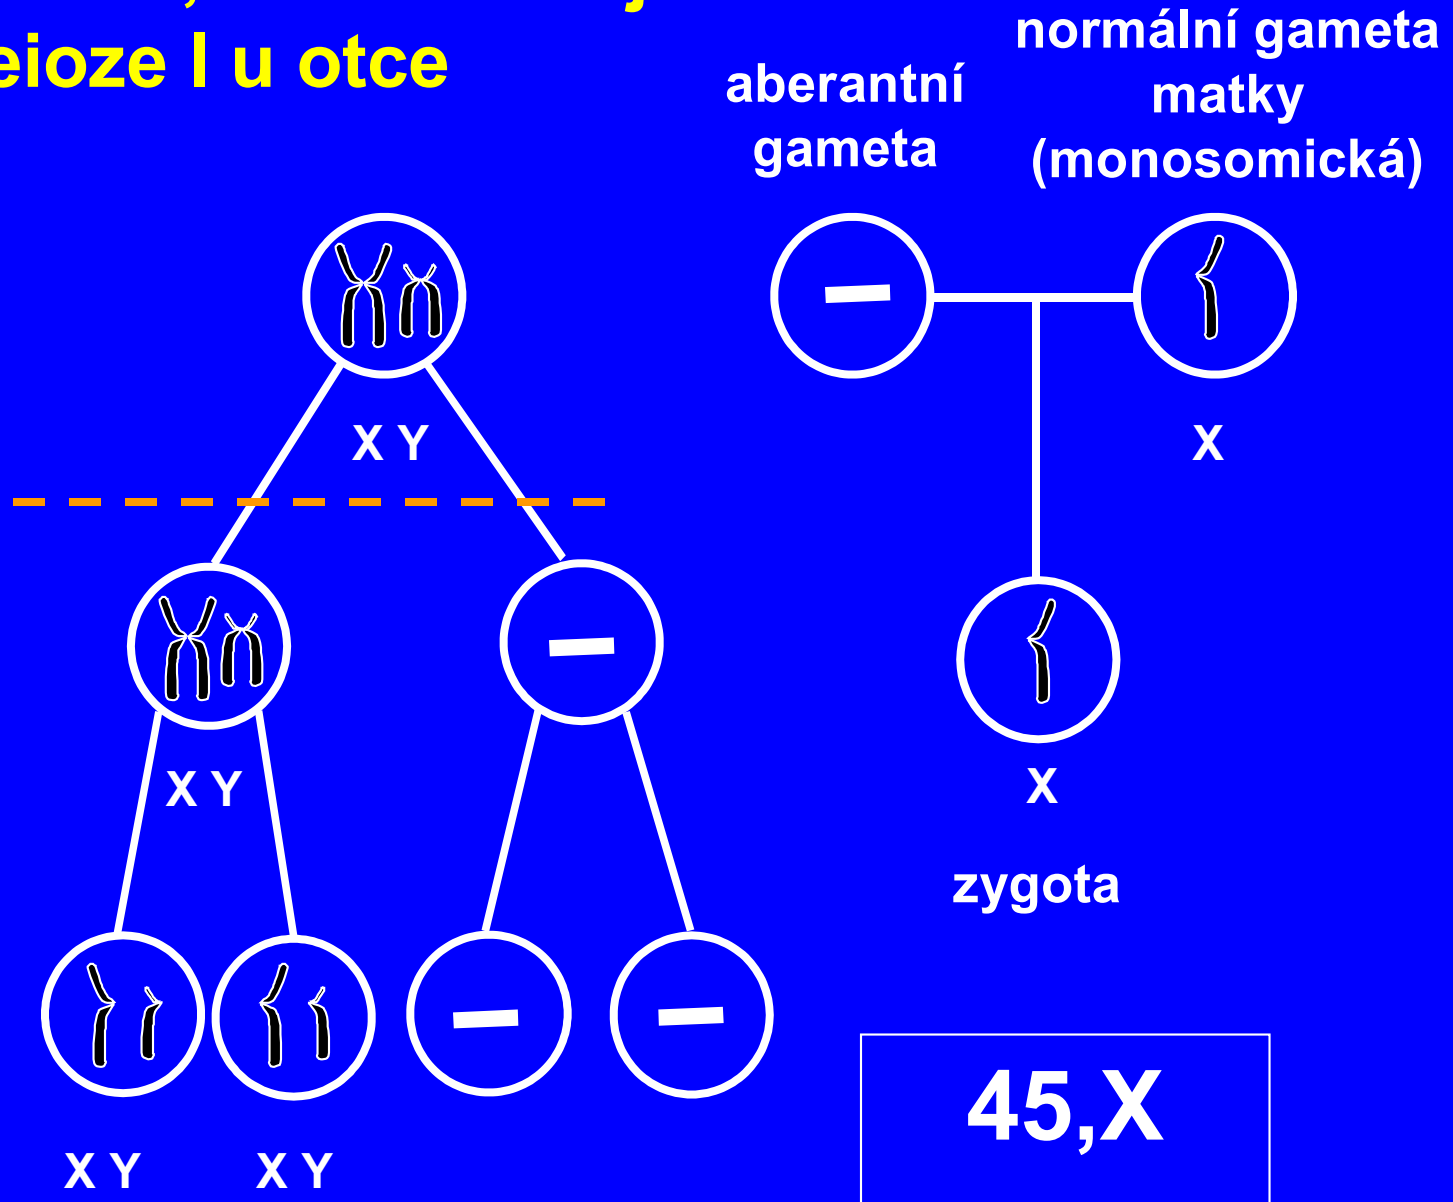 eioze I u otce
aberantní
gameta
normální gameta
matky
(monosomická)
X Y
X
X Y
X
zygota
X Y
X Y
45,X